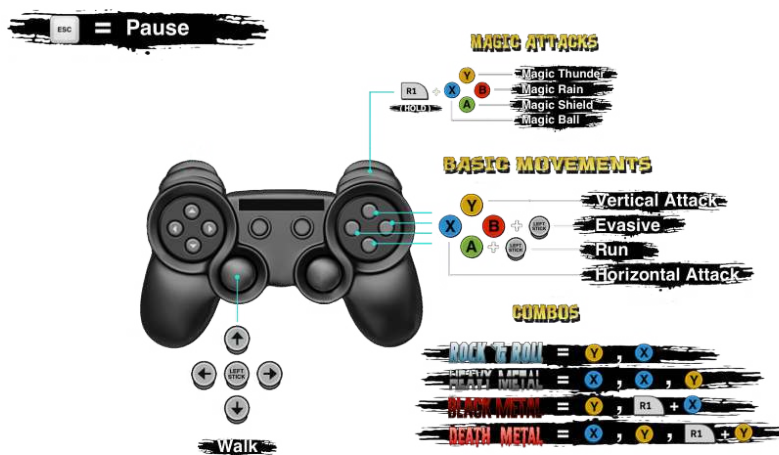 ESC = Pause
MAGIC ATTACKS
R1 + Y X B A
(HOLD)
Magic Thunder
Magic Rain
Magic Shield
Magic Ball
BASIC MOVEMENTS
Y Vertical Attack
X B + LEFT STICK Evasive
A + LEFT STICK Run
Horizontal Attack
COMBOS
ROCK & ROLL = Y , X
HEAVY METAL = X , X , Y
BLACK METAL = Y , R1 + X
DEATH METAL = X , Y , R1 + Y
LEFT STICK
Walk